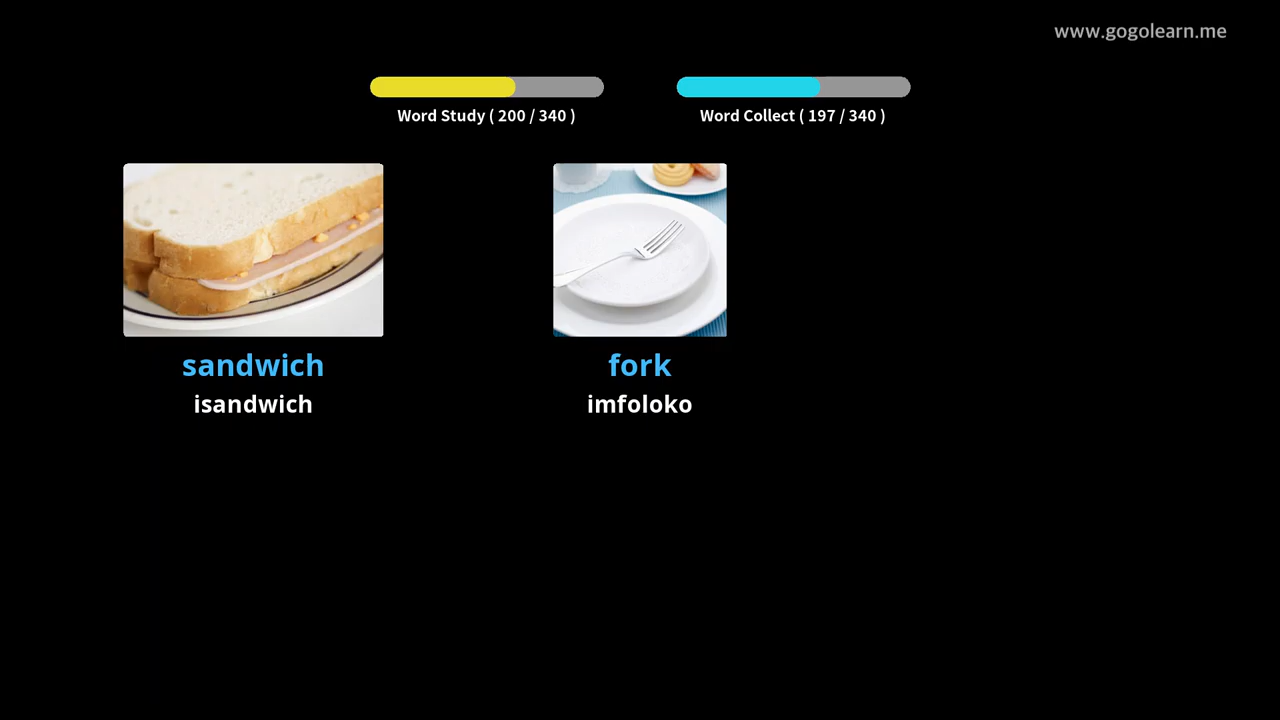 www.gogolearn.me
Word Study ( 200 / 340 )
Word Collect ( 197 / 340 )
sandwich
isandwich
fork
imfoloko